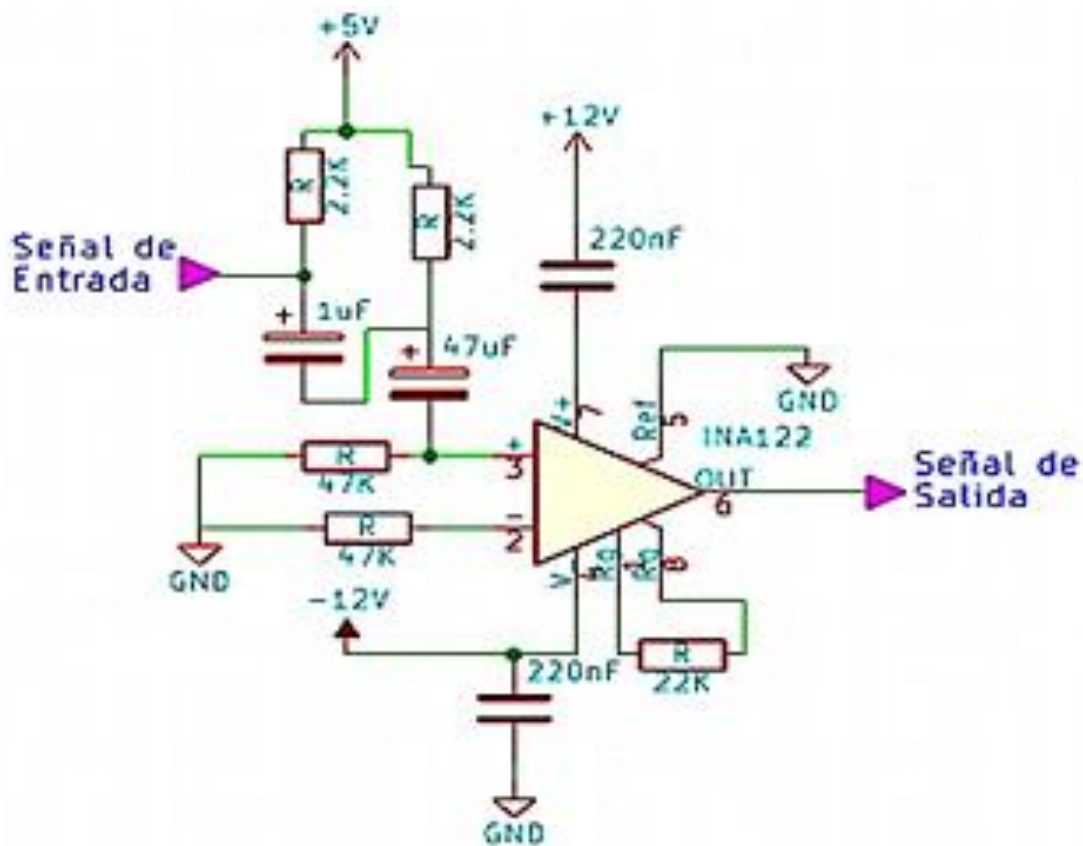 +5V
R
2.2K
R
2.2K
+12V
220nF
Señal de
Entrada
+
1uF
+
47uF
V+
7
Ref
5
GND
INA122
R
47K
+
3
OUT
6
Señal de
Salida
R
47K
-
2
GND
V-
Rg
1
Rg
8
-12V
220nF
R
22K
GND